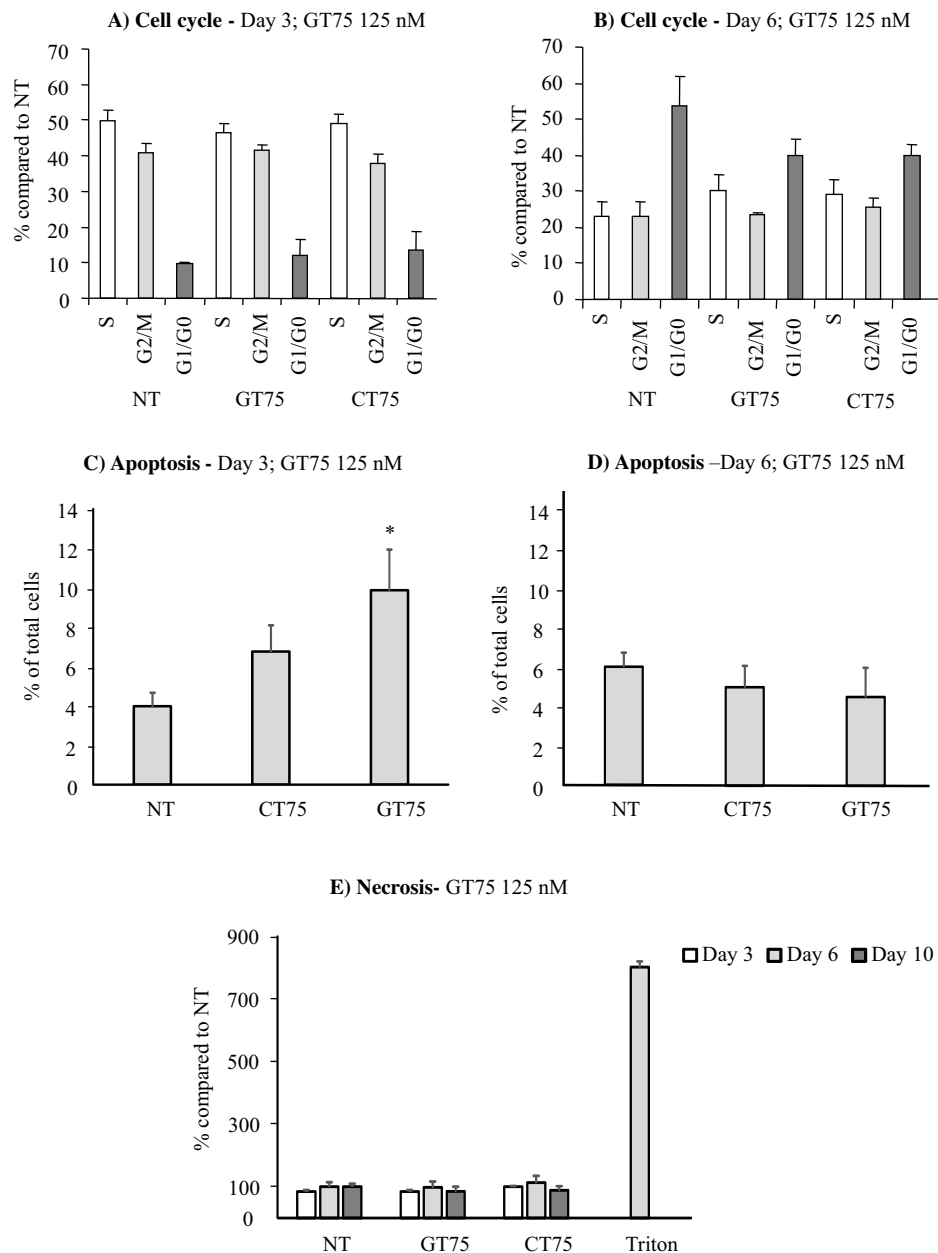 A) Cell cycle - Day 3; GT75 125 nM
% compared to NT
70
60
50
40
30
20
10
0
S
G2/M
G1/G0
S
G2/M
G1/G0
S
G2/M
G1/G0
NT
GT75
CT75
B) Cell cycle - Day 6; GT75 125 nM
% compared to NT
70
60
50
40
30
20
10
0
S
G2/M
G1/G0
S
G2/M
G1/G0
S
G2/M
G1/G0
NT
GT75
CT75
C) Apoptosis - Day 3; GT75 125 nM
% of total cells
14
12
10
8
6
4
2
0
*
NT
CT75
GT75
D) Apoptosis –Day 6; GT75 125 nM
% of total cells
14
12
10
8
6
4
2
0
NT
CT75
GT75
E) Necrosis- GT75 125 nM
% compared to NT
900
700
500
300
100
0
Day 3 Day 6 Day 10
NT
GT75
CT75
Triton